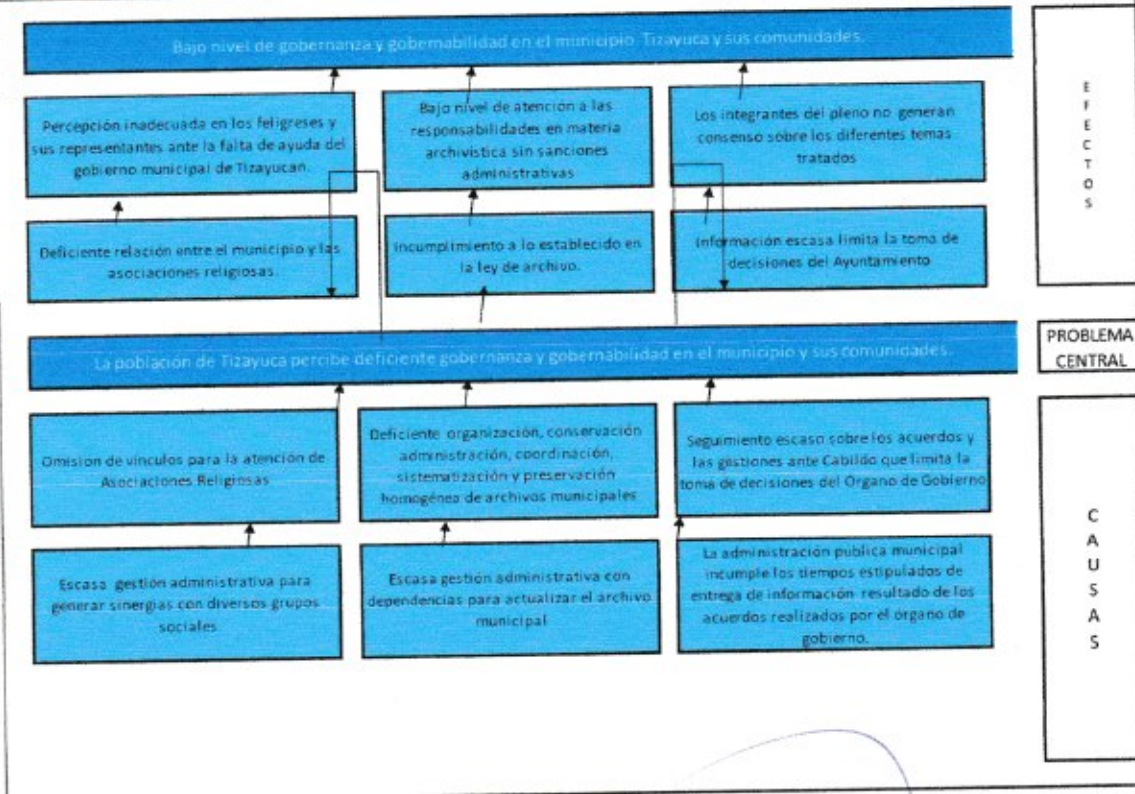 Bajo nivel de gobernanza y gobernabilidad en el municipio Tizayuca y sus comunidades.
Percepción inadecuada en los feligreses y
sus representantes ante la falta de ayuda del
gobierno municipal de Tizayucan.
Bajo nivel de atención a las
responsabilidades en materia
archivística sin sanciones
administrativas
Los integrantes del pleno no generan
consenso sobre los diferentes temas
tratados
Deficiente relación entre el municipio y las
asociaciones religiosas.
Incumplimiento a lo establecido en
la ley de archivo.
Información escasa limita la toma de
decisiones del Ayuntamiento
E
F
E
C
T
O
S
La población de Tizayuca percibe deficiente gobernanza y gobernabilidad en el municipio y sus comunidades.
PROBLEMA
CENTRAL
Omision de vinculos para la atención de
Asociaciones Religiosas
Deficiente organización, conservación
administración, coordinación,
sistematización y preservación
homogénea de archivos municipales
Seguimiento escaso sobre los acuerdos y
las gestiones ante Cabildo que limita la
toma de decisiones del Organo de Gobierno
Escasa gestión administrativa para
generar sinergias con diversos grupos
sociales
Escasa gestión administrativa con
dependencias para actualizar el archivo
municipal
La administración publica municipal
incumple los tiempos estipulados de
entrega de información resultado de los
acuerdos realizados por el organo de
gobierno.
C
A
U
S
A
S